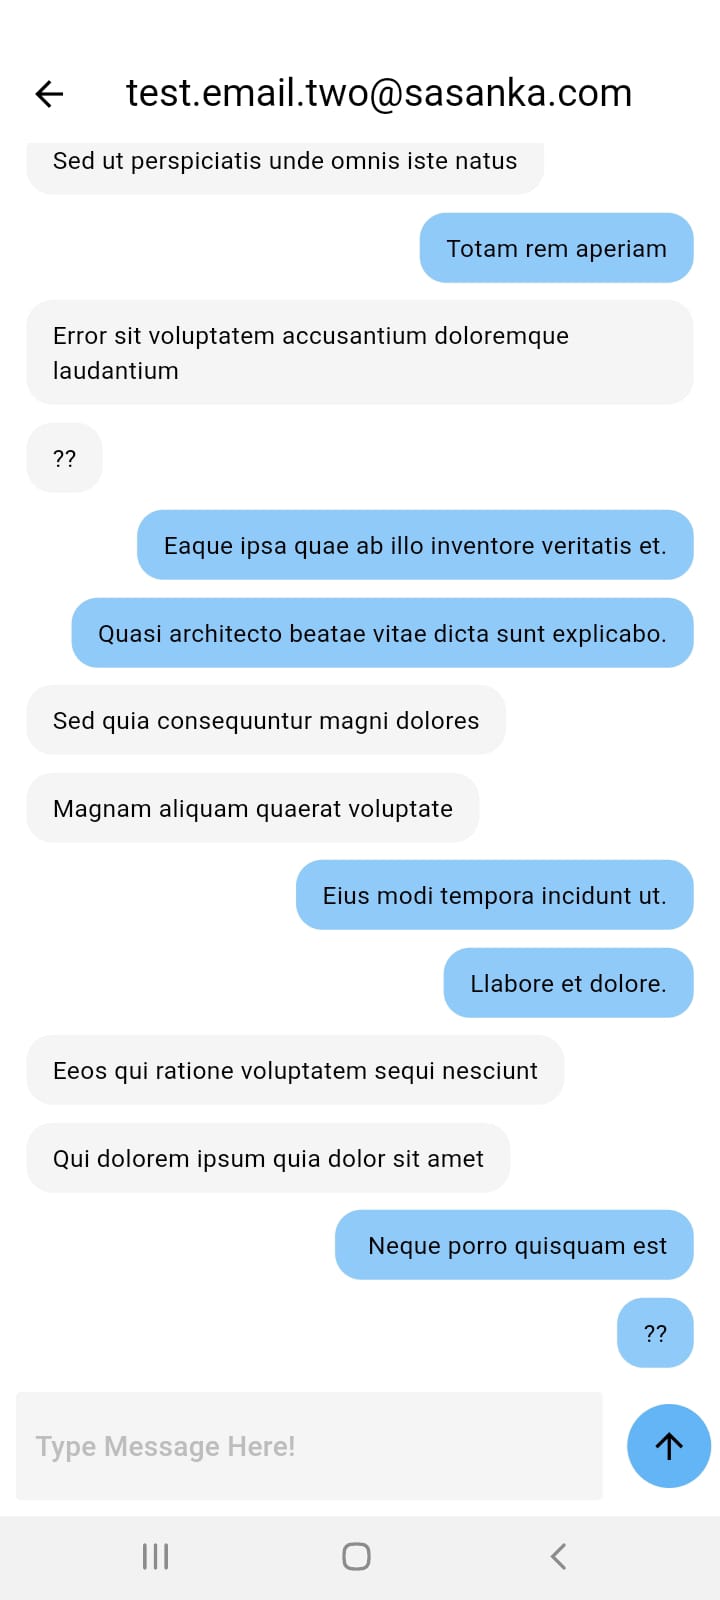 test.email.two@sasanka.com
Sed ut perspiciatis unde omnis iste natus
Totam rem aperiam
Error sit voluptatem accusantium doloremque
laudantium
??
Eaque ipsa quae ab illo inventore veritatis et.
Quasi architecto beatae vitae dicta sunt explicabo.
Sed quia consequuntur magni dolores
Magnam aliquam quaerat voluptate
Eius modi tempora incidunt ut.
Llabore et dolore.
Eeos qui ratione voluptatem sequi nesciunt
Qui dolorem ipsum quia dolor sit amet
Neque porro quisquam est
??
Type Message Here!